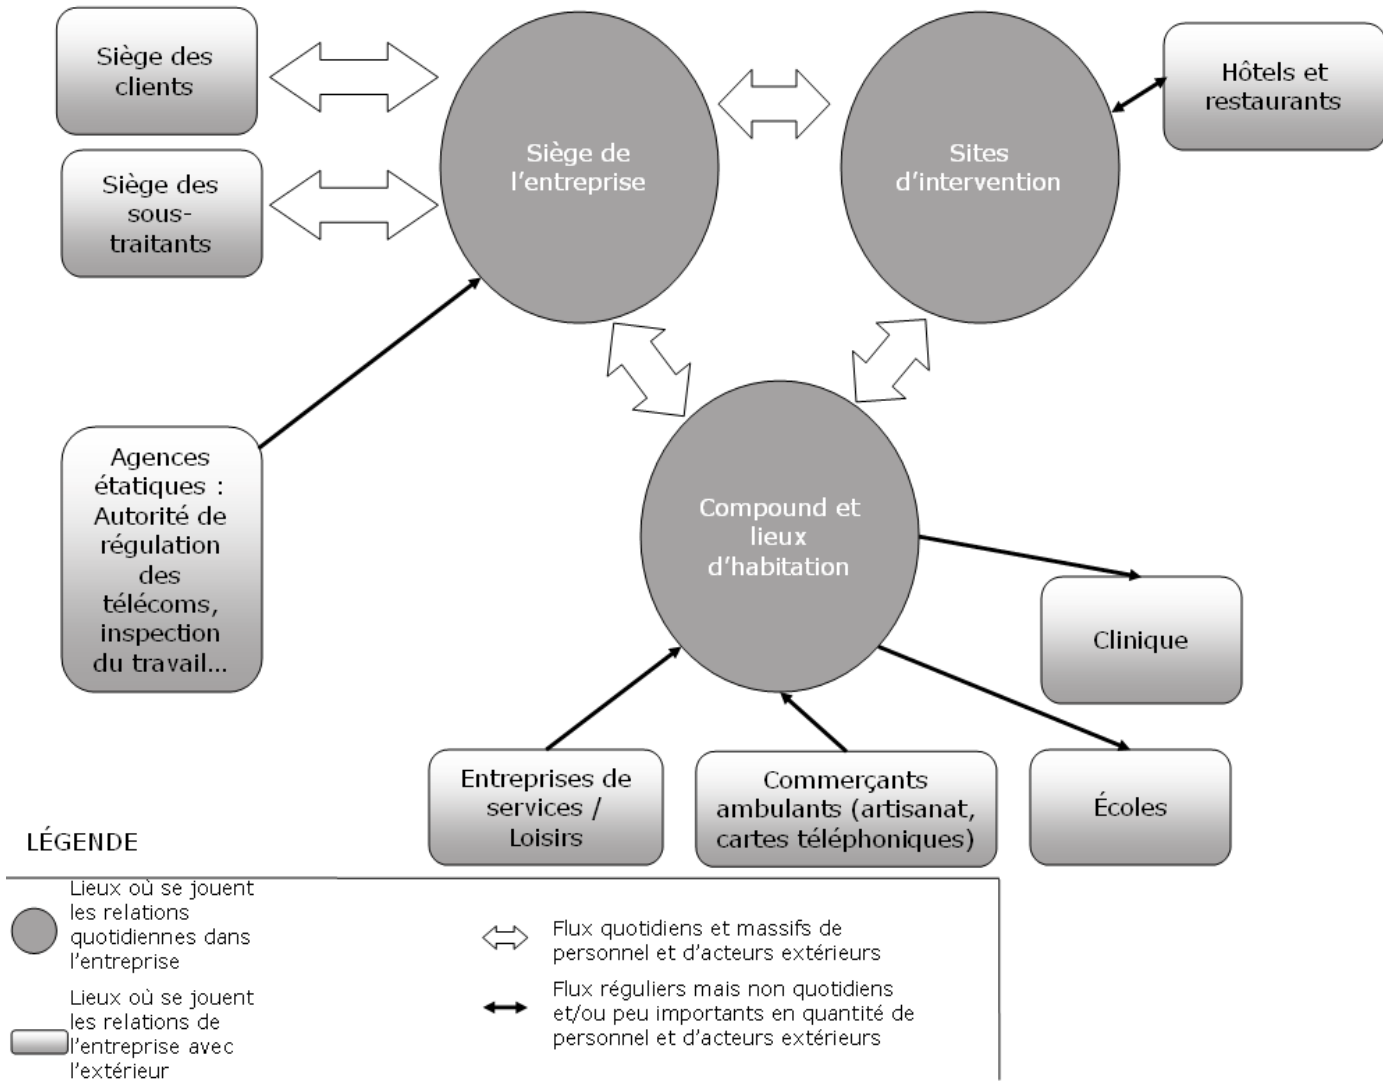 Siège des
clients
Siège des
sous-
traitants
Siège de
l'entreprise
Sites
d'intervention
Hôtels et
restaurants
Agences
étatiques :
Autorité de
régulation
des
télécoms,
inspection
du travail...
Compound et
lieux
d'habitation
Clinique
Entreprises de
services /
Loisirs
Commerçants
ambulants (artisanat,
cartes téléphoniques)
Écoles
LÉGENDE
Lieux où se jouent
les relations
quotidiennes dans
l'entreprise
Lieux où se jouent
les relations de
l'entreprise avec
l'extérieur
Flux quotidiens et massifs de
personnel et d'acteurs extérieurs
Flux réguliers mais non quotidiens
et/ou peu importants en quantité de
personnel et d'acteurs extérieurs